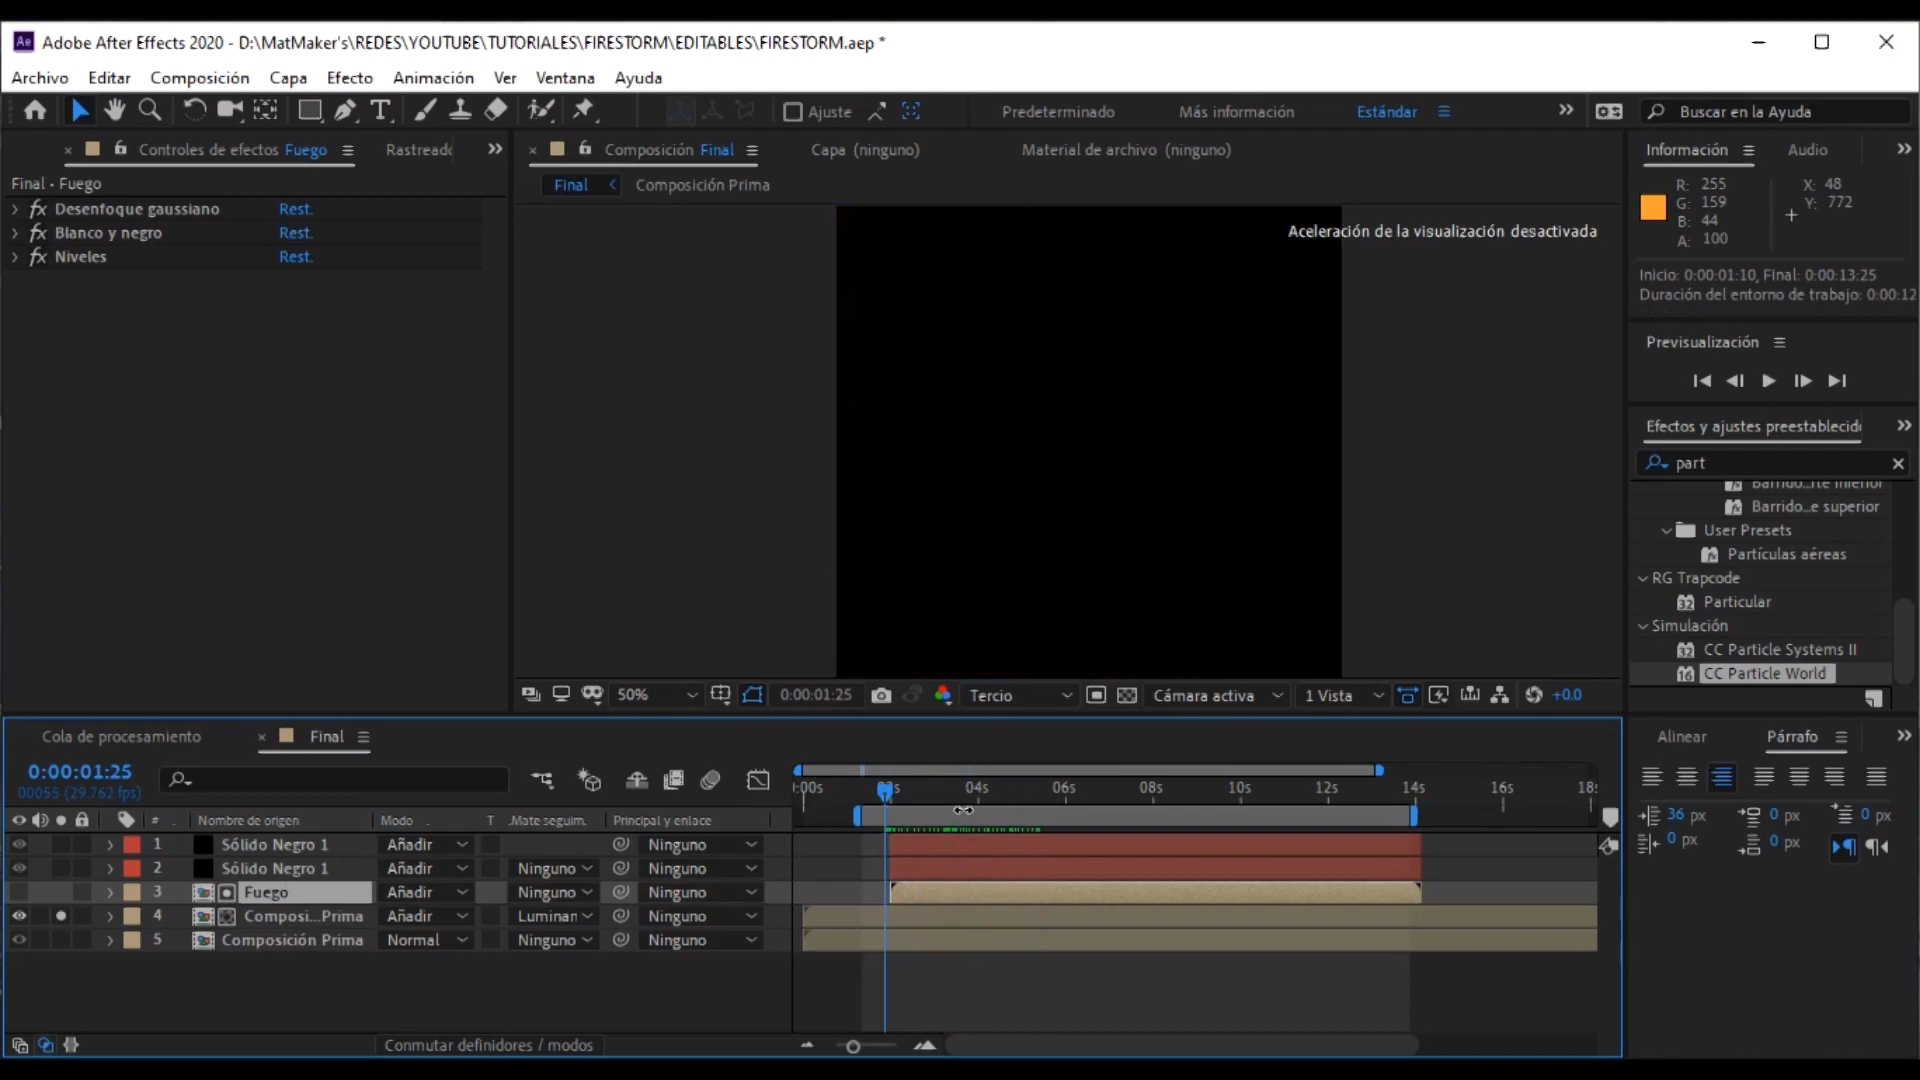 Adobe After Effects 2020 - D:\MatMaker's\REDES\YOUTUBE\TUTORIALES\FIRESTORM\EDITABLES\FIRESTORM.aep *
Archivo Editar Composición Capa Efecto Animación Ver Ventana Ayuda
Ajuste Predeterminado Más información Estándar Buscar en la Ayuda
Controles de efectos Fuego Rastreado
Composición Final Capa (ninguno) Material de archivo (ninguno)
Información Audio
Final • Fuego
Final Composición Prima
Desenfoque gaussiano Rest.
Blanco y negro Rest.
Niveles Rest.
Aceleración de la visualización desactivada
R: 255 X: 48
G: 159 Y: 772
B: 44
A: 100
Inicio: 0:00:01:10, Final: 0:00:13:25
Duración del entorno de trabajo: 0:00:12
Previsualización
Efectos y ajustes preestablecid
part
Barrido...rte inferior
Barrido...e superior
User Presets
Partículas aéreas
RG Trapcode
Particular
Simulación
CC Particle Systems II
CC Particle World
50% 0:00:01:25 Tercio Cámara activa 1 Vista +0.0
Cola de procesamiento Final
0:00:01:25
00055 (29.762 fps)
:00s 04s 06s 08s 10s 12s 14s 16s 18s
# Nombre de origen Modo T .Mate seguim. Principal y enlace
1 Sólido Negro 1 Añadir Ninguno
2 Sólido Negro 1 Añadir Ninguno Ninguno
3 Fuego Añadir Ninguno Ninguno
4 Composi...Prima Añadir Luminan Ninguno
5 Composición Prima Normal Ninguno Ninguno
Conmutar definidores / modos
Alinear Párrafo
36 px 0 px 0 px
0 px 0 px